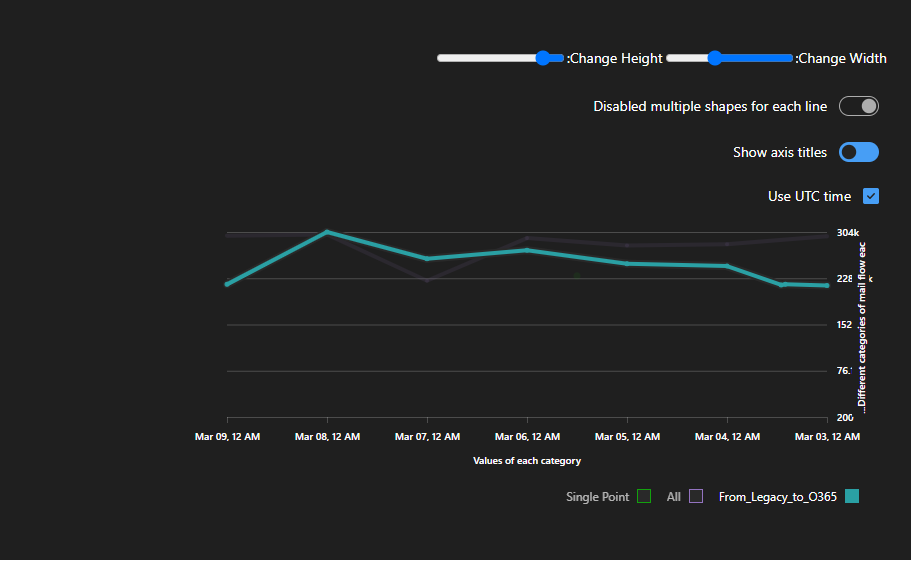 :Change Height :Change Width
Disabled multiple shapes for each line
Show axis titles
Use UTC time
304k
228 k
152
76.
200
...Different categories of mail flow eac
Mar 09, 12 AM Mar 08, 12 AM Mar 07, 12 AM Mar 06, 12 AM Mar 05, 12 AM Mar 04, 12 AM Mar 03, 12 AM
Values of each category
Single Point All From_Legacy_to_O365